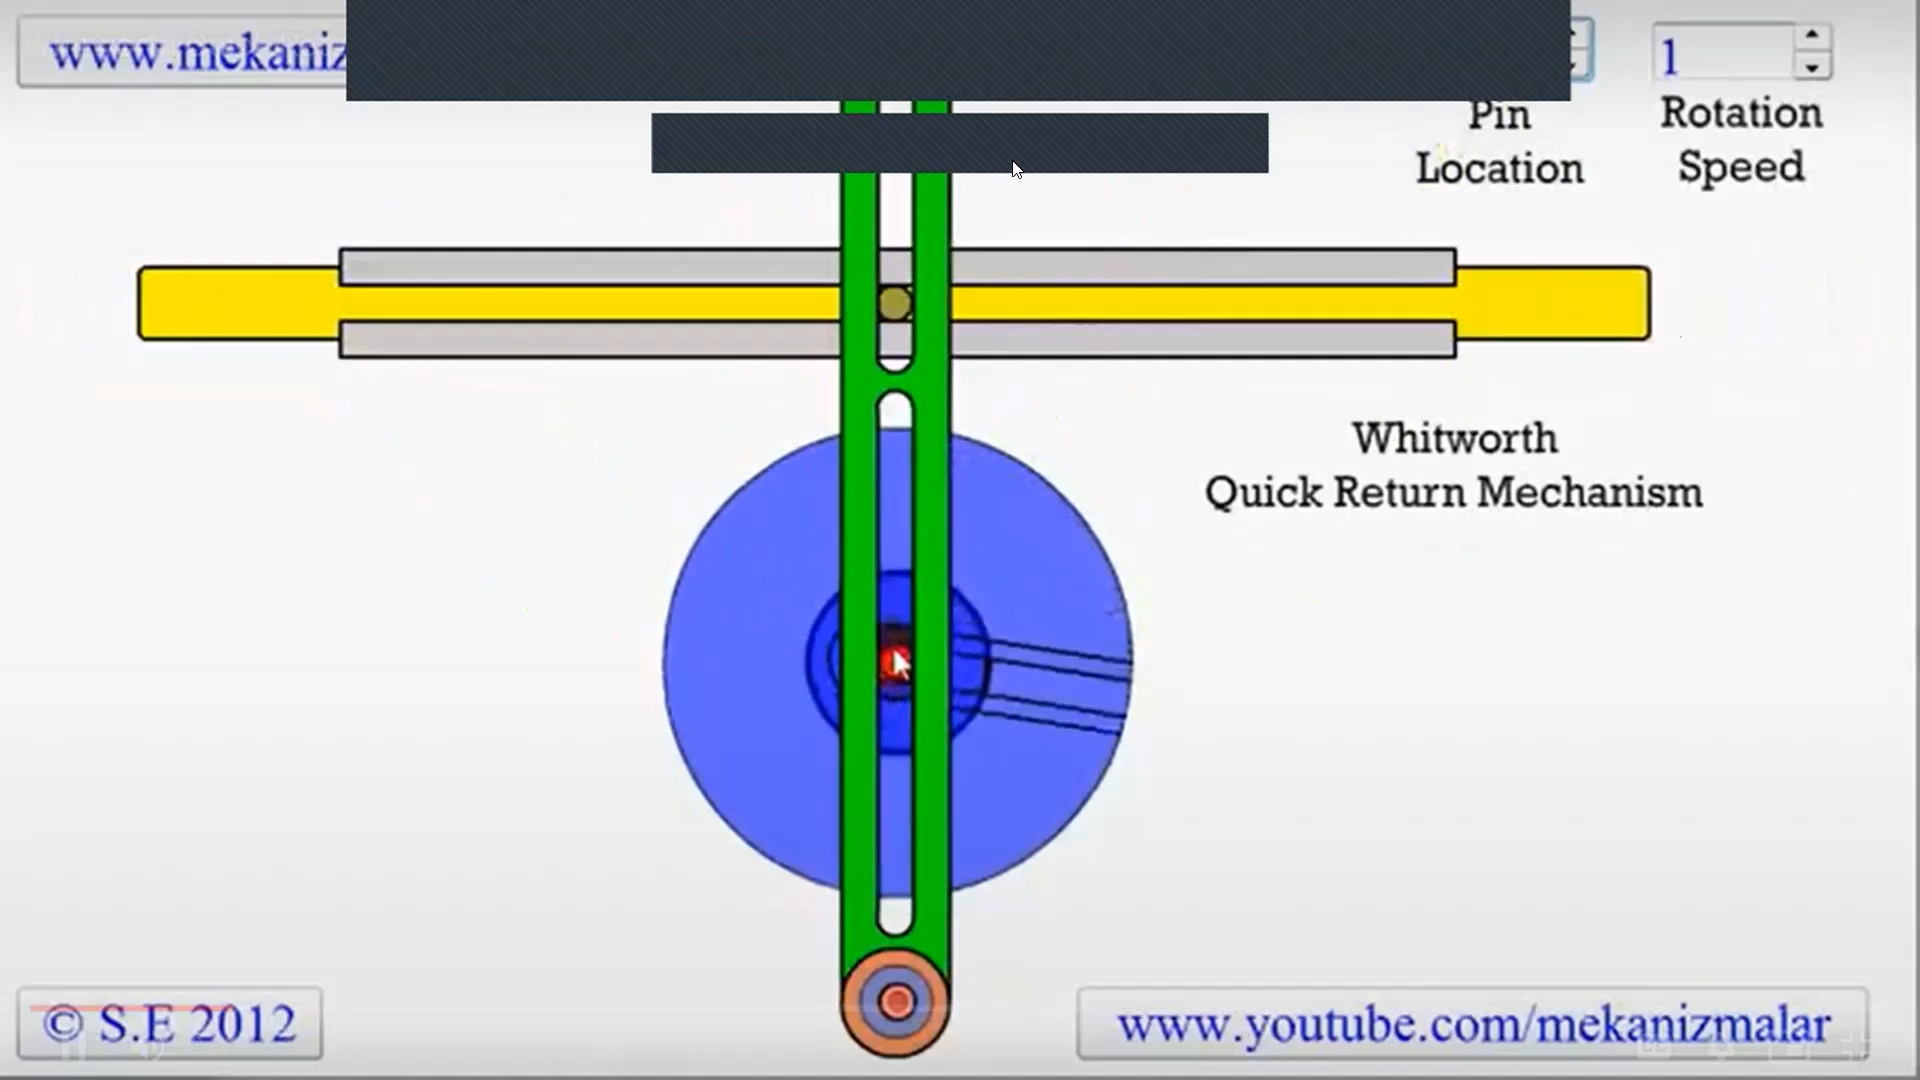 www.mekaniz
1
Pin
Location
Rotation
Speed
Whitworth
Quick Return Mechanism
© S.E 2012
www.youtube.com/mekanizmalar